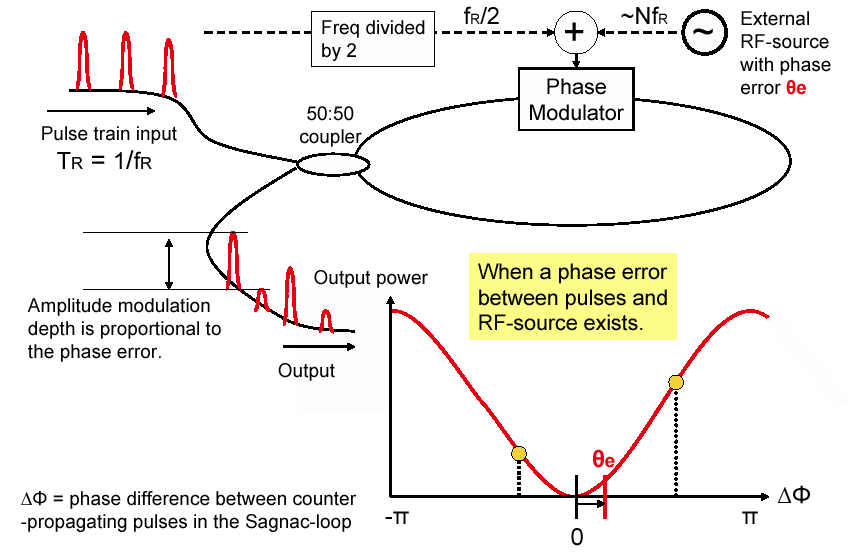 Freq divided
by 2
fR/2
+
~NfR
~
External
RF-source
with phase
error θe
Phase
Modulator
50:50
coupler
Pulse train input
TR = 1/fR
Amplitude modulation
depth is proportional to
the phase error.
Output
Output power
When a phase error
between pulses and
RF-source exists.
θe
ΔΦ
-π
0
π
ΔΦ = phase difference between counter
-propagating pulses in the Sagnac-loop